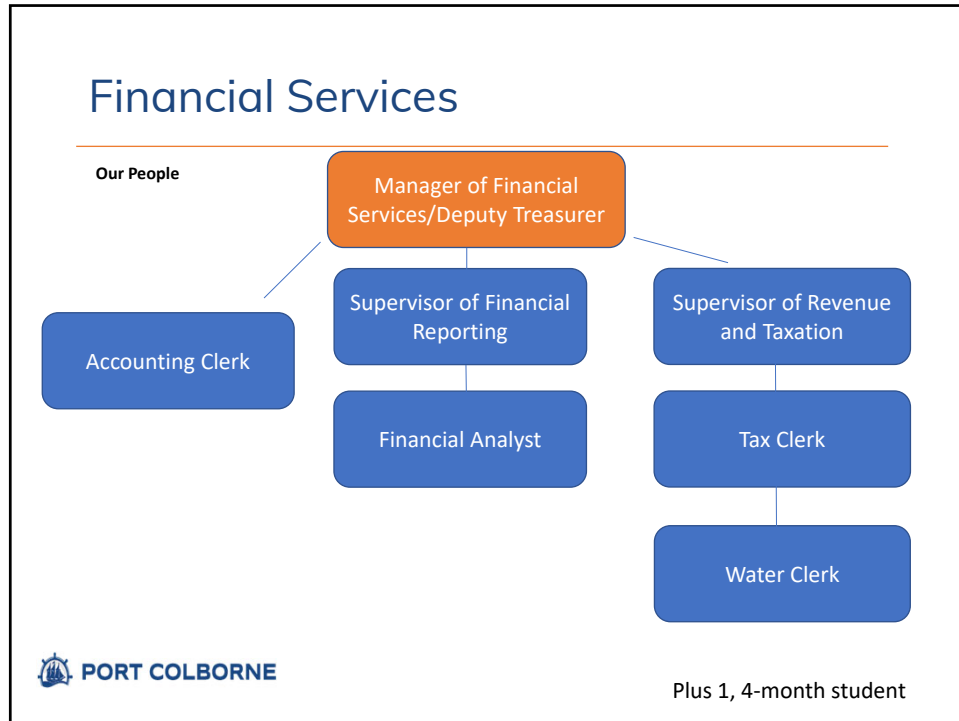 Financial Services
Our People
Manager of Financial
Services/Deputy Treasurer
Supervisor of Financial
Reporting
Supervisor of Revenue
and Taxation
Accounting Clerk
Financial Analyst
Tax Clerk
Water Clerk
PORT COLBORNE
Plus 1, 4-month student